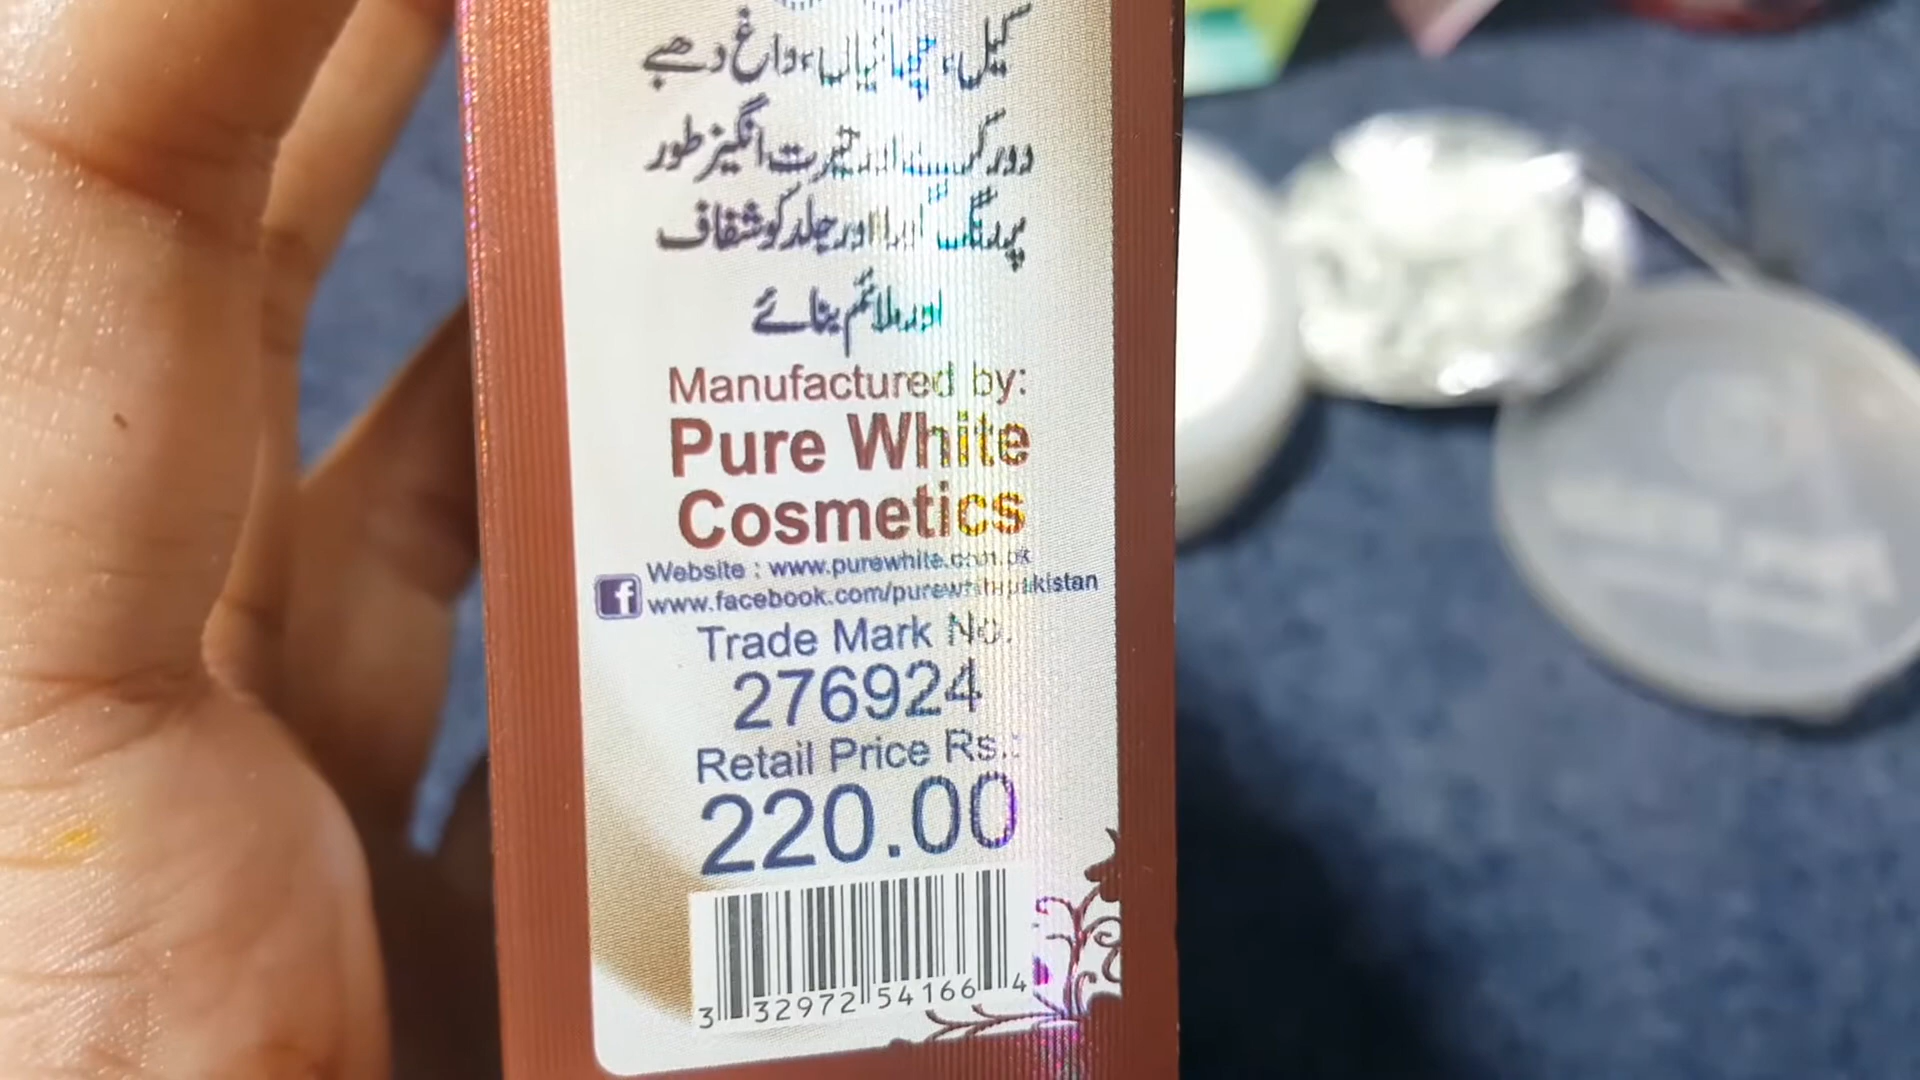 کیل، چھائیاں، داغ دھبے
دور کرے اور حیرت انگیز طور
پر رنگ گورا اور جلد کو شفاف
اور ملائم بنائے
Manufactured by:
Pure White
Cosmetics
Website : www.purewhite.com.pk
f www.facebook.com/purewhitepakistan
Trade Mark No.
276924
Retail Price Rs.:
220.00
3 32972 54166 4